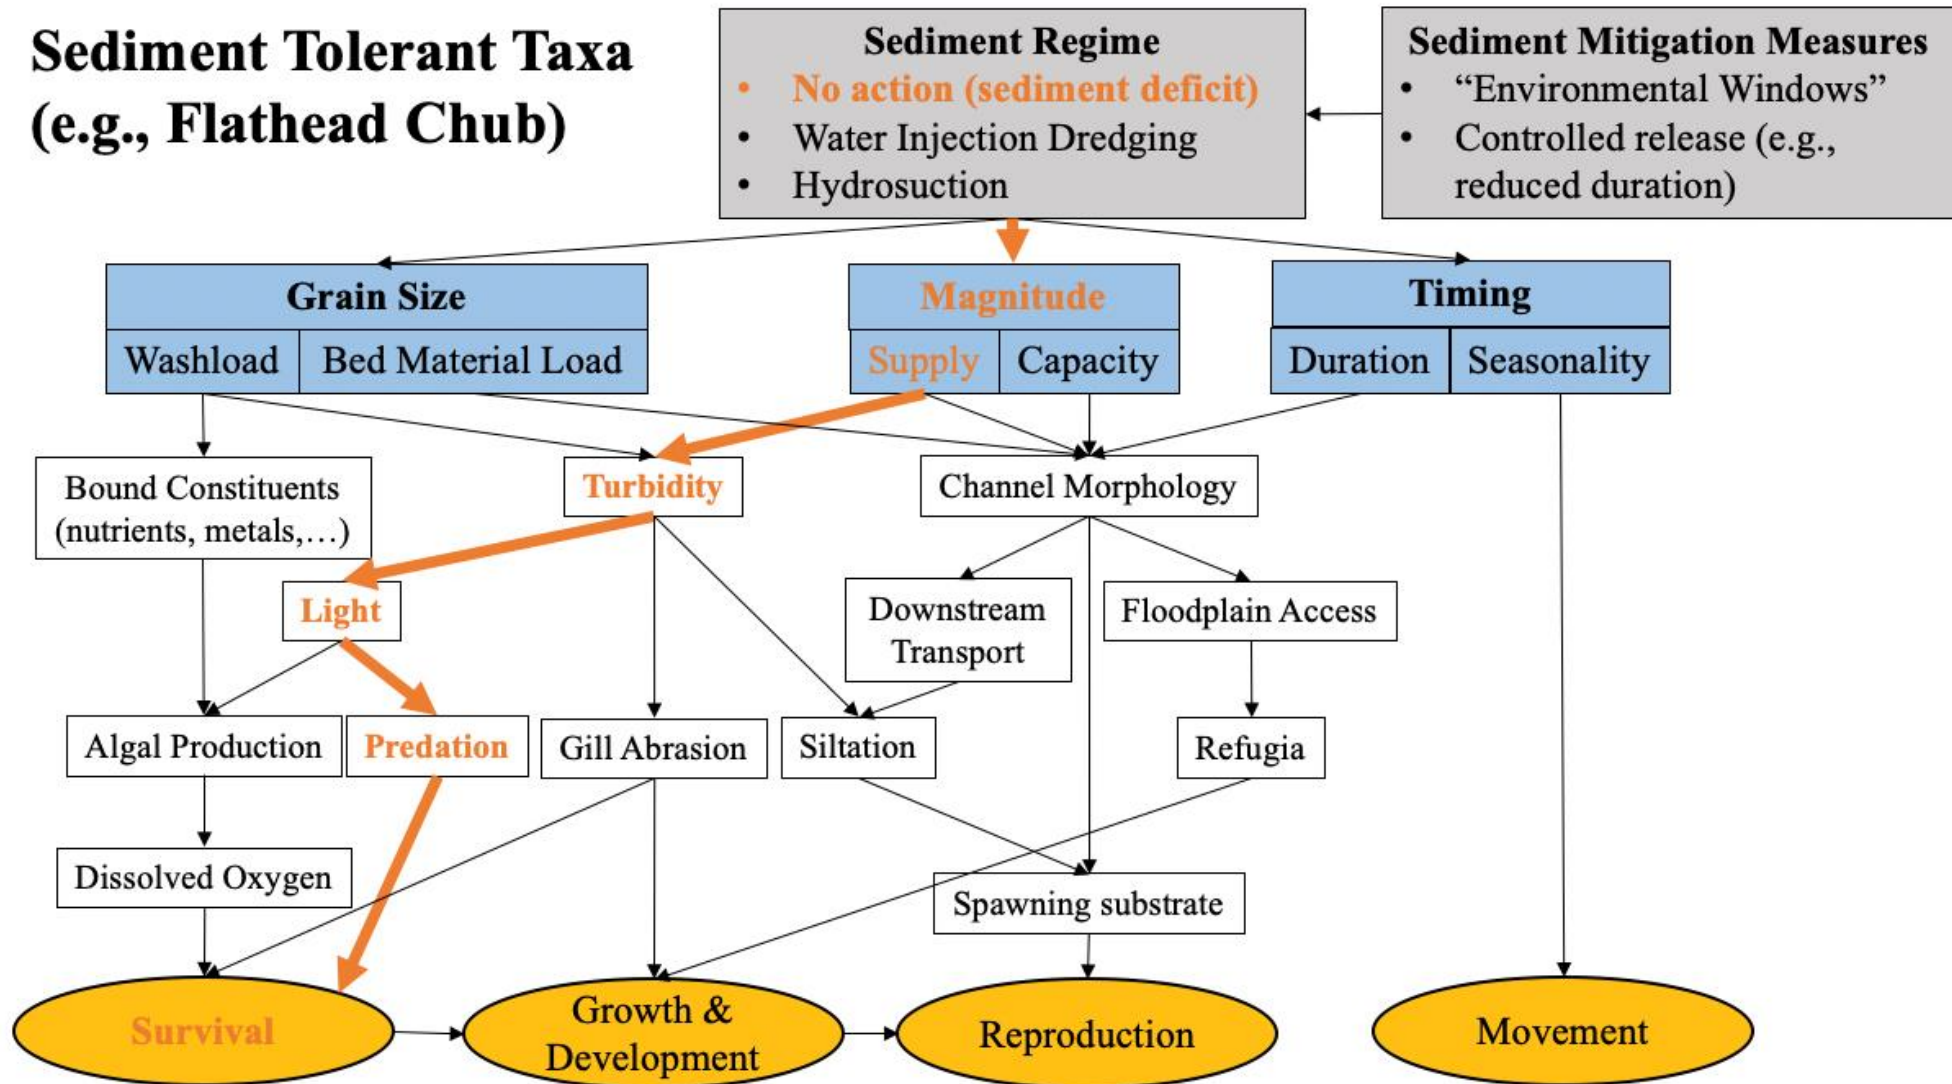 Sediment Tolerant Taxa
(e.g., Flathead Chub)
Sediment Regime
• No action (sediment deficit)
• Water Injection Dredging
• Hydrosuction
Sediment Mitigation Measures
• “Environmental Windows”
• Controlled release (e.g.,
reduced duration)
Grain Size
Washload
Bed Material Load
Magnitude
Supply
Capacity
Timing
Duration
Seasonality
Bound Constituents
(nutrients, metals,…)
Turbidity
Channel Morphology
Light
Downstream
Transport
Floodplain Access
Algal Production
Predation
Gill Abrasion
Siltation
Refugia
Dissolved Oxygen
Spawning substrate
Survival
Growth &
Development
Reproduction
Movement